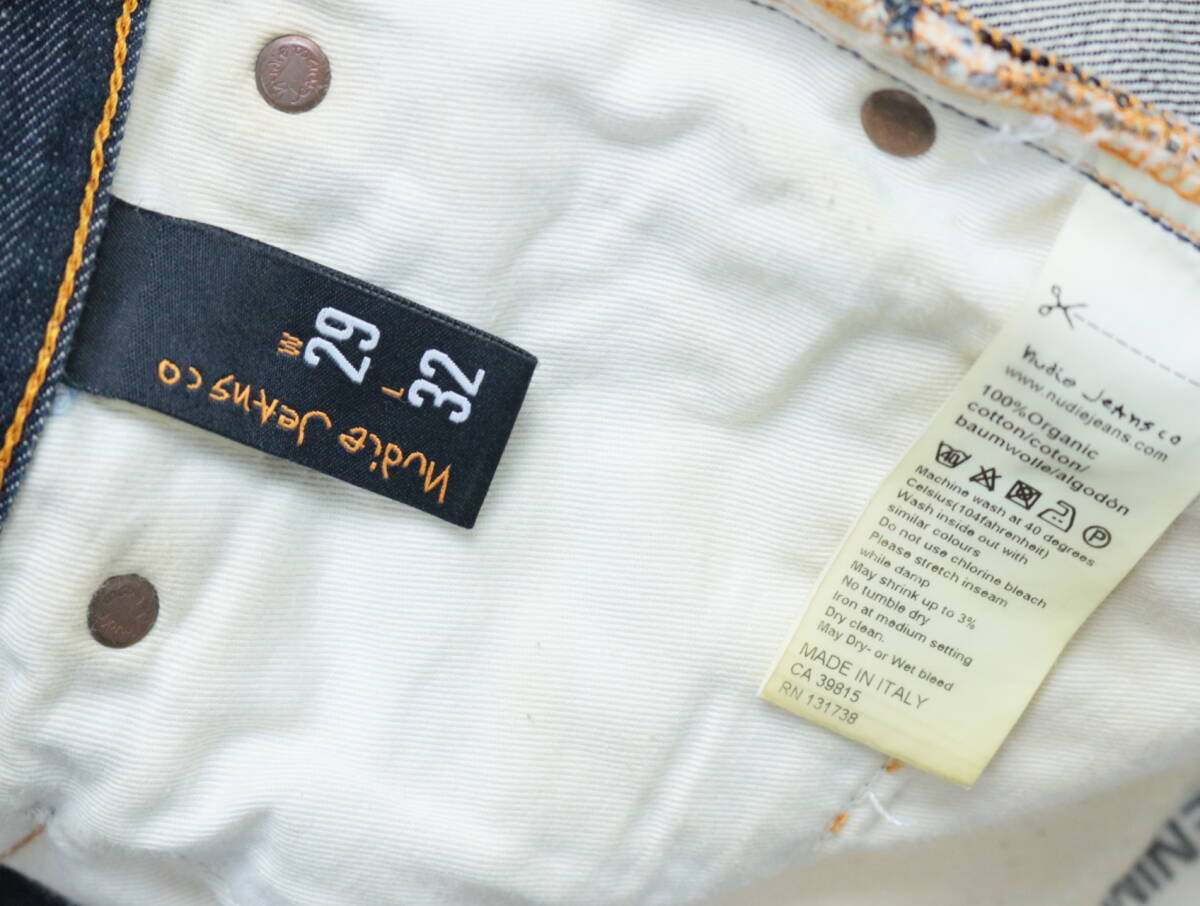 nudie JeAnS co
W 29
L 32
nudie JeAnS co
www.nudiejeans.com
100%Organic
cotton/coton/
baumwolle/algodón
40
P
Machine wash at 40 degrees
Celsius(104fahrenheit)
Wash inside out with
similar colours
Do not use chlorine bleach
Please stretch inseam
while damp
May shrink up to 3%
No tumble dry
Iron at medium setting
Dry clean.
May Dry- or Wet bleed
MADE IN ITALY
CA 39815
RN 131738